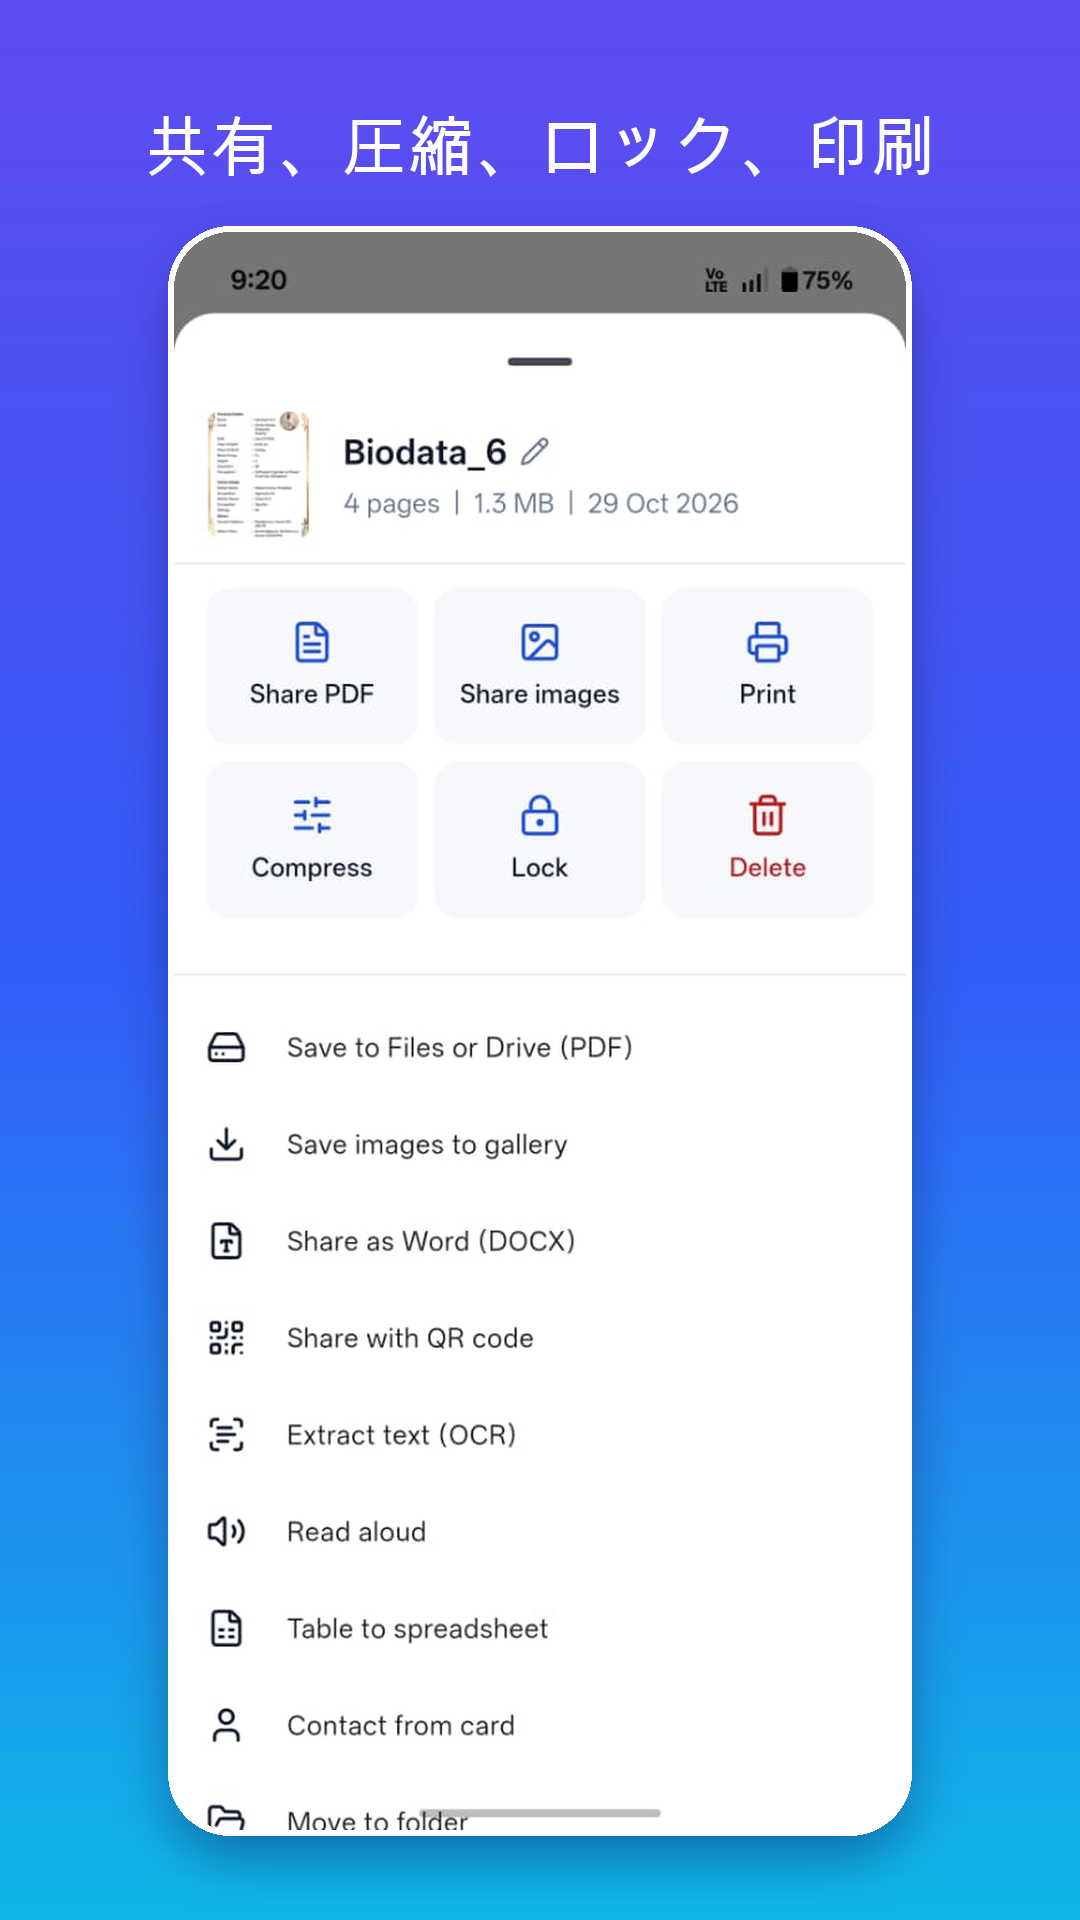 共有、圧縮、ロック、印刷
9:20
Vo LTE 75%
Biodata_6
4 pages | 1.3 MB | 29 Oct 2026
Share PDF
Share images
Print
Compress
Lock
Delete
Save to Files or Drive (PDF)
Save images to gallery
Share as Word (DOCX)
Share with QR code
Extract text (OCR)
Read aloud
Table to spreadsheet
Contact from card
Move to folder